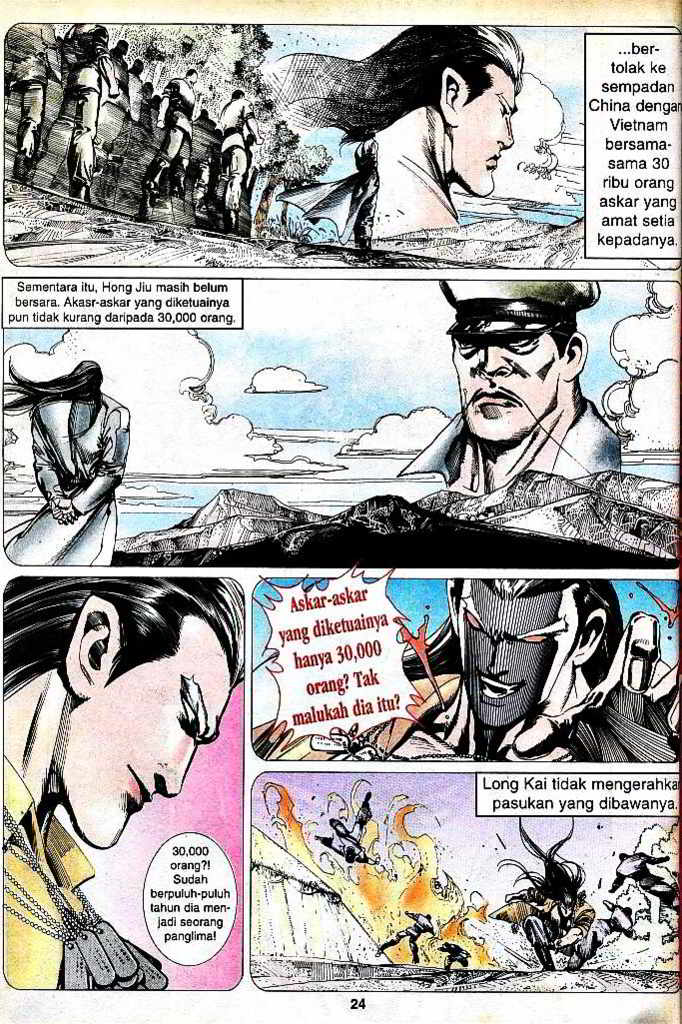 ...ber-
tolak ke
sempadan
China dengan
Vietnam
bersama-
sama 30
ribu orang
askar yang
amat setia
kepadanya.
Sementara itu, Hong Jiu masih belum
bersara. Akasr-askar yang diketuainya
pun tidak kurang daripada 30,000 orang.
Askar-askar
yang diketuainya
hanya 30,000
orang? Tak
malukah dia itu?
30,000
orang?!
Sudah
berpuluh-puluh
tahun dia men-
jadi seorang
panglima!
Long Kai tidak mengerahka
pasukan yang dibawanya.
24